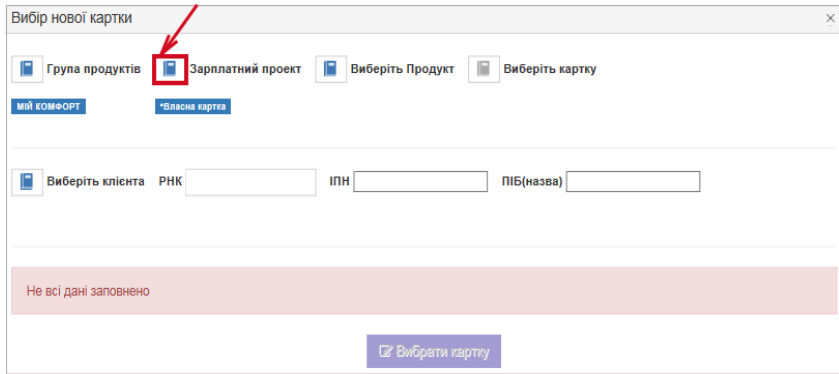 Вибір нової картки
Група продуктів Зарплатний проект Виберіть Продукт Виберіть картку
МІЙ КОМФОРТ *Власна картка
Виберіть клієнта РНК ІПН ПІБ(назва)
Не всі дані заповнено
Вибрати картку